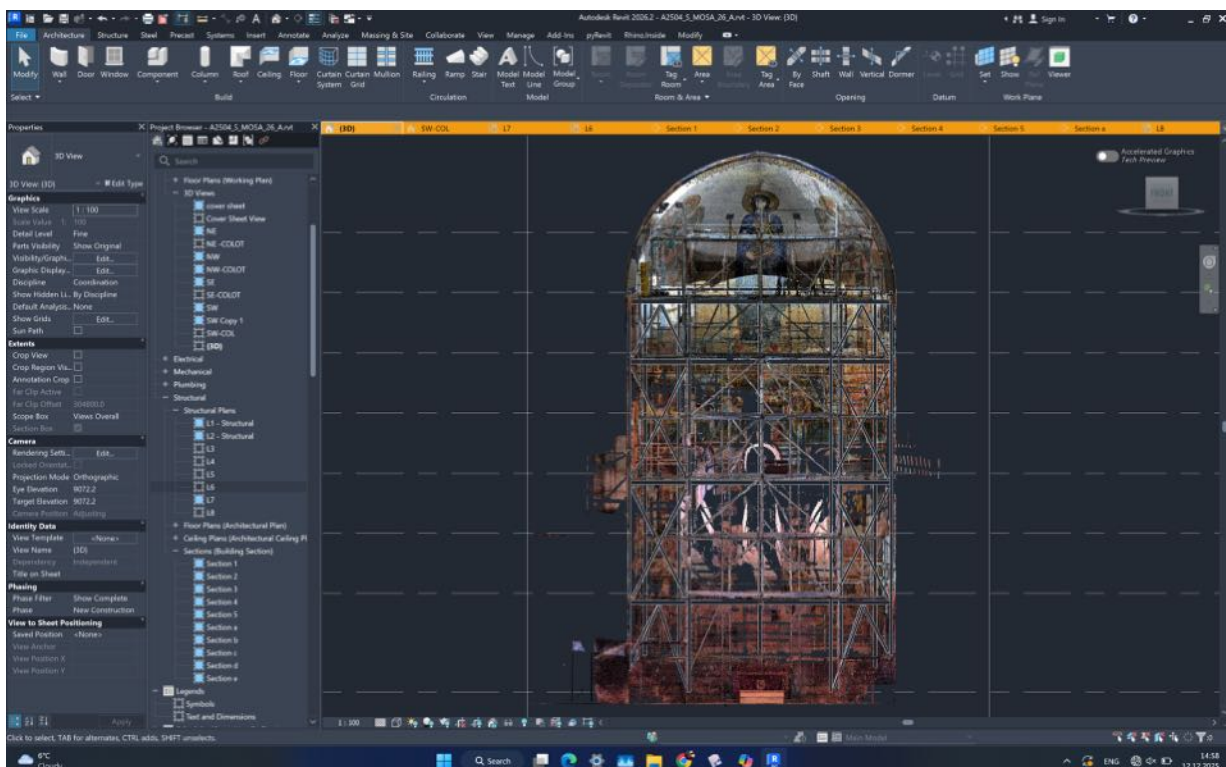 Autodesk Revit 2026.2 - A2504_S_MOSA_26_A.rvt - 3D View: {3D}
Sign In
File Architecture Structure Steel Precast Systems Insert Annotate Analyze Massing & Site Collaborate View Manage Add-Ins pyRevit Rhino.Inside Modify
Modify Wall Door Window Component Column Roof Ceiling Floor Curtain System Curtain Grid Mullion Railing Ramp Stair Model Text Model Line Model Group Tag Room Area Tag Area By Face Shaft Wall Vertical Dormer Set Show Viewer
Select Build Circulation Model Room & Area Opening Datum Work Plane
Properties
3D View
3D View: {3D}
Edit Type
Graphics
View Scale 1 : 100
Scale Value 1: 100
Detail Level Fine
Parts Visibility Show Original
Visibility/Graphi... Edit...
Graphic Display... Edit...
Discipline Coordination
Show Hidden Li... By Discipline
Default Analysis... None
Show Grids Edit...
Sun Path
Extents
Crop View
Crop Region Vis...
Annotation Crop
Far Clip Active
Far Clip Offset 304800.0
Scope Box Views Overall
Section Box
Camera
Rendering Setti... Edit...
Locked Orientat...
Projection Mode Orthographic
Eye Elevation 9072.2
Target Elevation 9072.2
Camera Position Adjusting
Identity Data
View Template <None>
View Name {3D}
Dependency Independent
Title on Sheet
Phasing
Phase Filter Show Complete
Phase New Construction
View to Sheet Positioning
Saved Position <None>
View Anchor
View Position X
View Position Y
Apply
Project Browser - A2504_S_MOSA_26_A.rvt
Search
Floor Plans (Working Plan)
3D Views
cover sheet
Cover Sheet View
NE
NE -COLOT
NW
NW-COLOT
SE
SE-COLOT
SW
SW Copy 1
SW-COL
{3D}
Electrical
Mechanical
Plumbing
Structural
Structural Plans
L1 - Structural
L2 - Structural
L3
L4
L5
L6
L7
L8
Floor Plans (Architectural Plan)
Ceiling Plans (Architectural Ceiling Pl
Sections (Building Section)
Section 1
Section 2
Section 3
Section 4
Section 5
Section a
Section b
Section c
Section d
Section e
Legends
Symbols
Text and Dimensions
{3D} SW-COL L7 L6 Section 1 Section 2 Section 3 Section 4 Section 5 Section a L8
Accelerated Graphics
Tech Preview
FRONT
1 : 100
Click to select, TAB for alternates, CTRL adds, SHIFT unselects.
Main Model
6°C
Cloudy
Search
ENG
14:58
12.12.2025